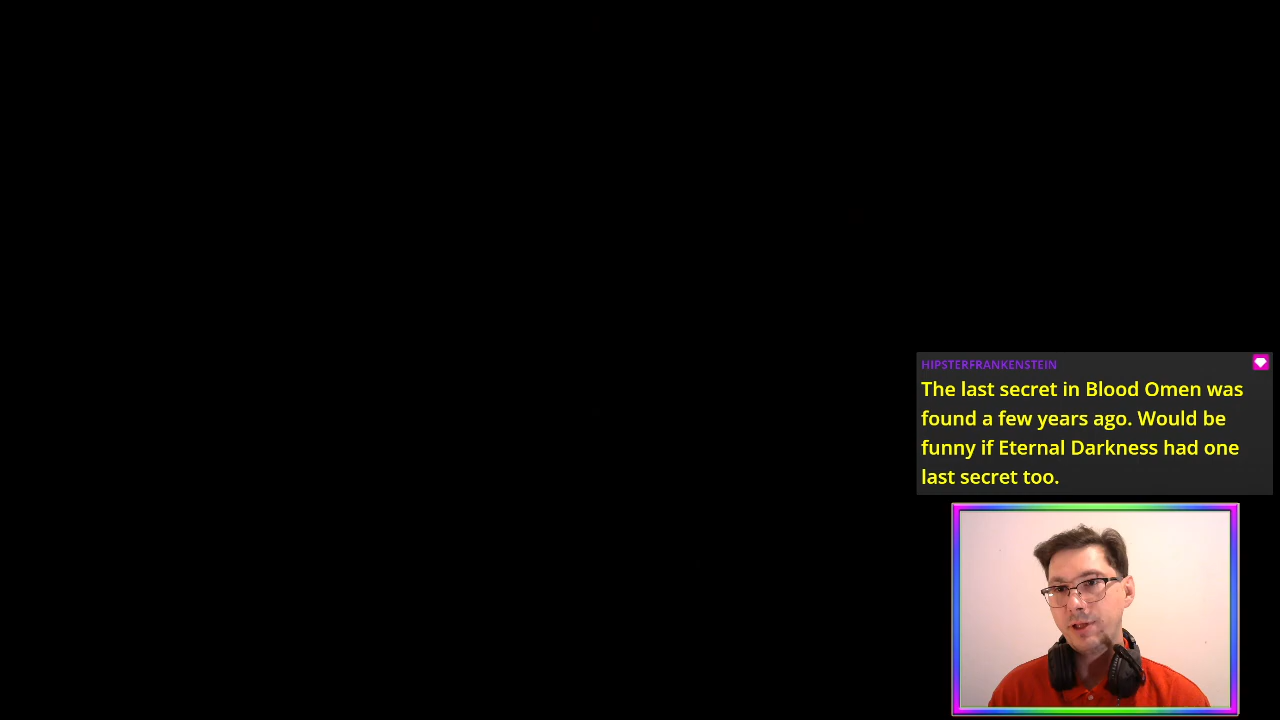 HIPSTERFRANKENSTEIN
The last secret in Blood Omen was
found a few years ago. Would be
funny if Eternal Darkness had one
last secret too.